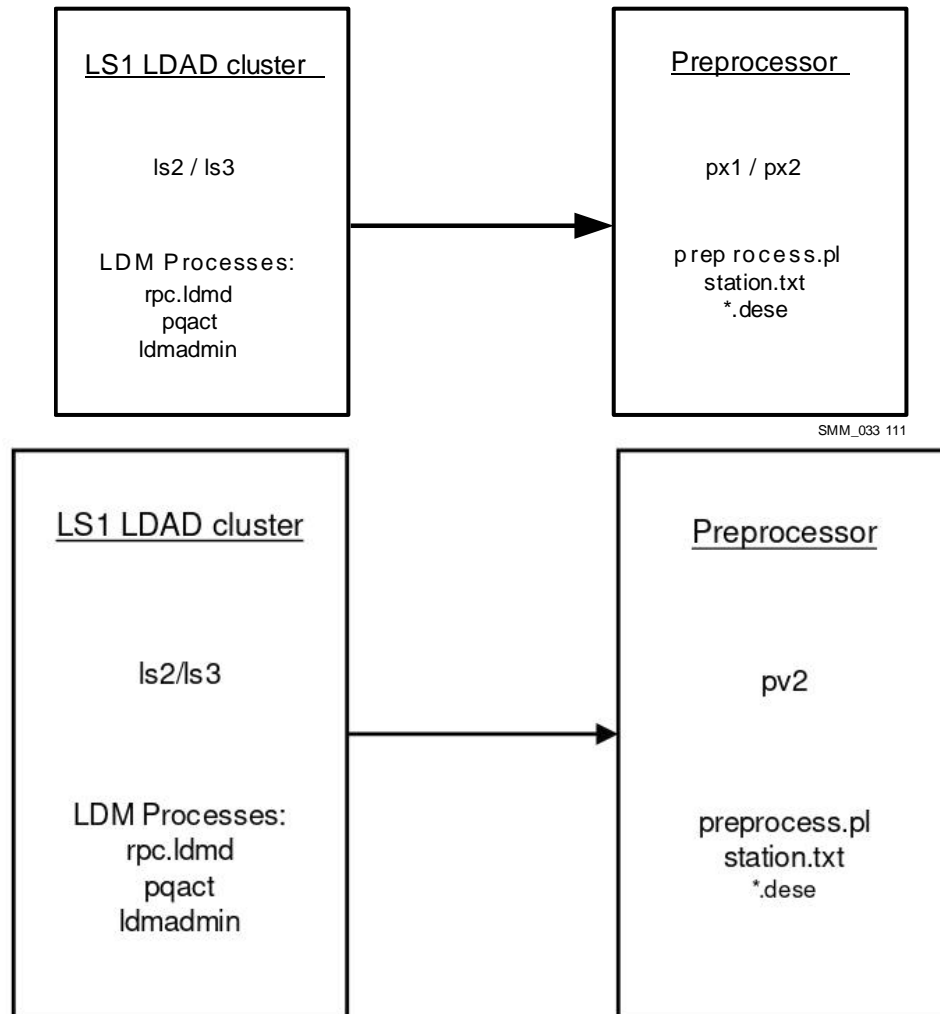 LS1 LDAD cluster
ls2 / ls3
LDM Processes:
rpc.ldmd
pqact
ldmadmin
Preprocessor
px1 / px2
prep rocess.pl
station.txt
*.dese
SMM_033 111
LS1 LDAD cluster
ls2/ls3
LDM Processes:
rpc.ldmd
pqact
ldmadmin
Preprocessor
pv2
preprocess.pl
station.txt
*.dese